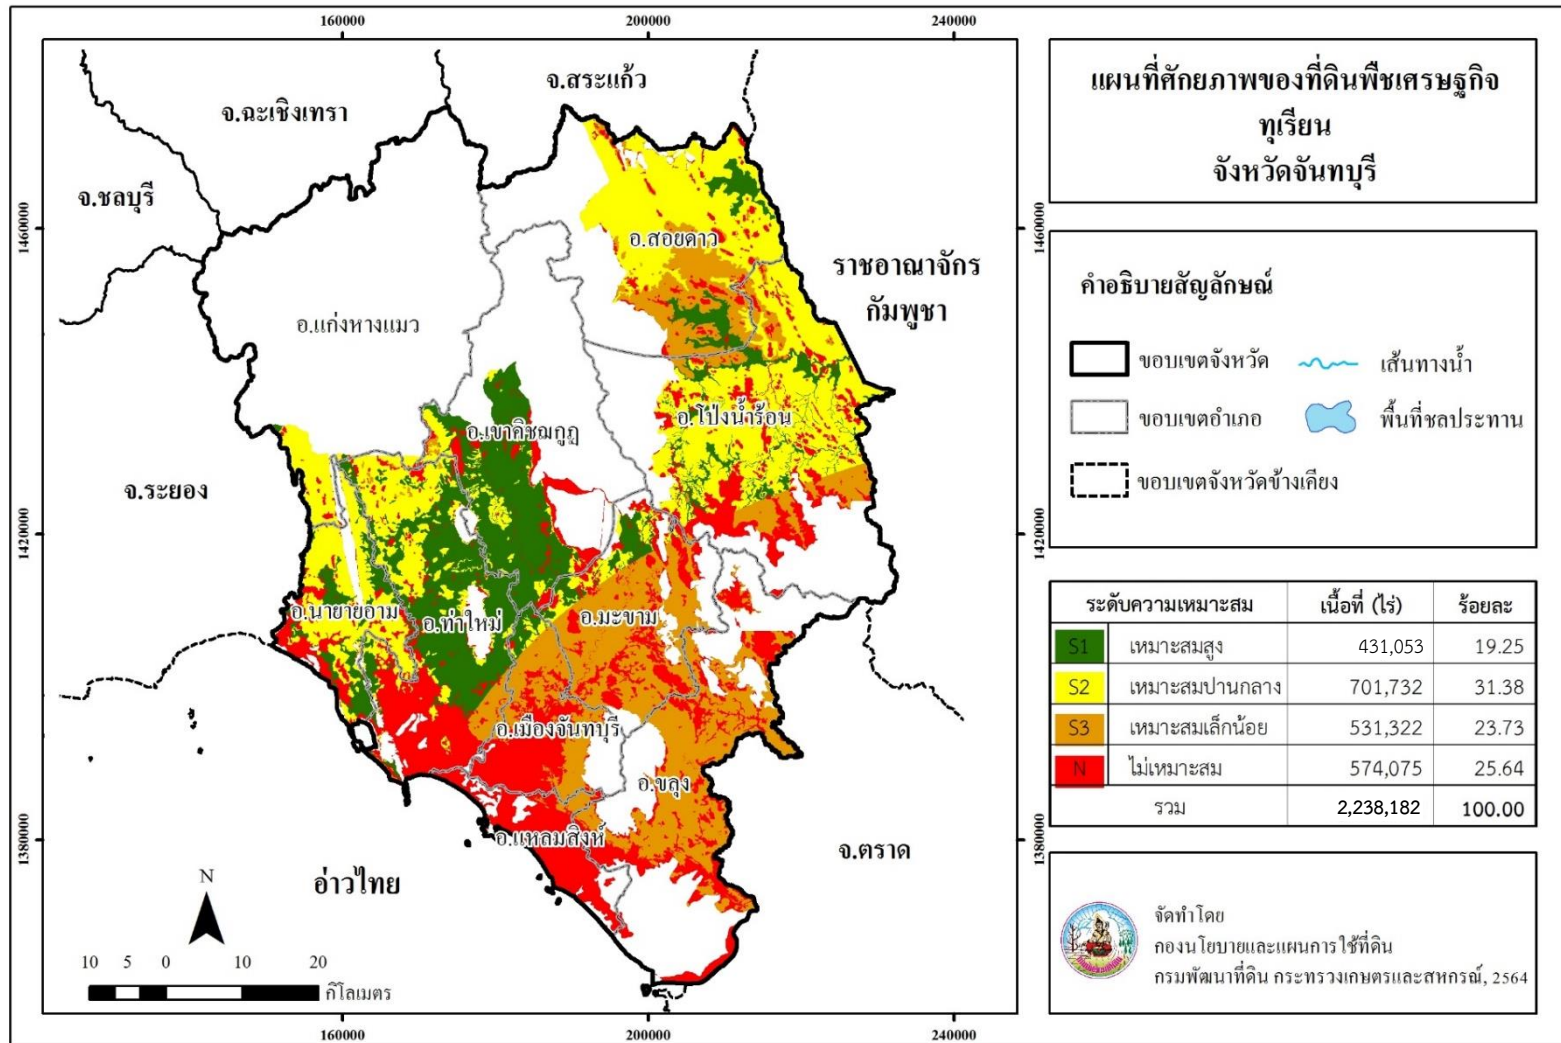 160000
200000
240000
จ.สระแก้ว
จ.ฉะเชิงเทรา
จ.ชลบุรี
1460000
1460000
อ.สอยดาว
ราชอาณาจักร
กัมพูชา
อ.แก่งหางแมว
อ.เขาคิชฌกูฏ
อ.โป่งน้ำร้อน
จ.ระยอง
1420000
1420000
อ.นายายอาม
อ.ท่าใหม่
อ.มะขาม
อ.เมืองจันทบุรี
อ.ขลุง
อ.แหลมสิงห์
1380000
1380000
จ.ตราด
อ่าวไทย
N
10 5 0 10 20
กิโลเมตร
160000
200000
240000
แผนที่ศักยภาพของที่ดินพืชเศรษฐกิจ
ทุเรียน
จังหวัดจันทบุรี
คำอธิบายสัญลักษณ์
ขอบเขตจังหวัด เส้นทางน้ำ
ขอบเขตอำเภอ พื้นที่ชลประทาน
ขอบเขตจังหวัดข้างเคียง
ระดับความเหมาะสม เนื้อที่ (ไร่) ร้อยละ
S1 เหมาะสมสูง 431,053 19.25
S2 เหมาะสมปานกลาง 701,732 31.38
S3 เหมาะสมเล็กน้อย 531,322 23.73
N ไม่เหมาะสม 574,075 25.64
รวม 2,238,182 100.00
จัดทำโดย
กองนโยบายและแผนการใช้ที่ดิน
กรมพัฒนาที่ดิน กระทรวงเกษตรและสหกรณ์, 2564